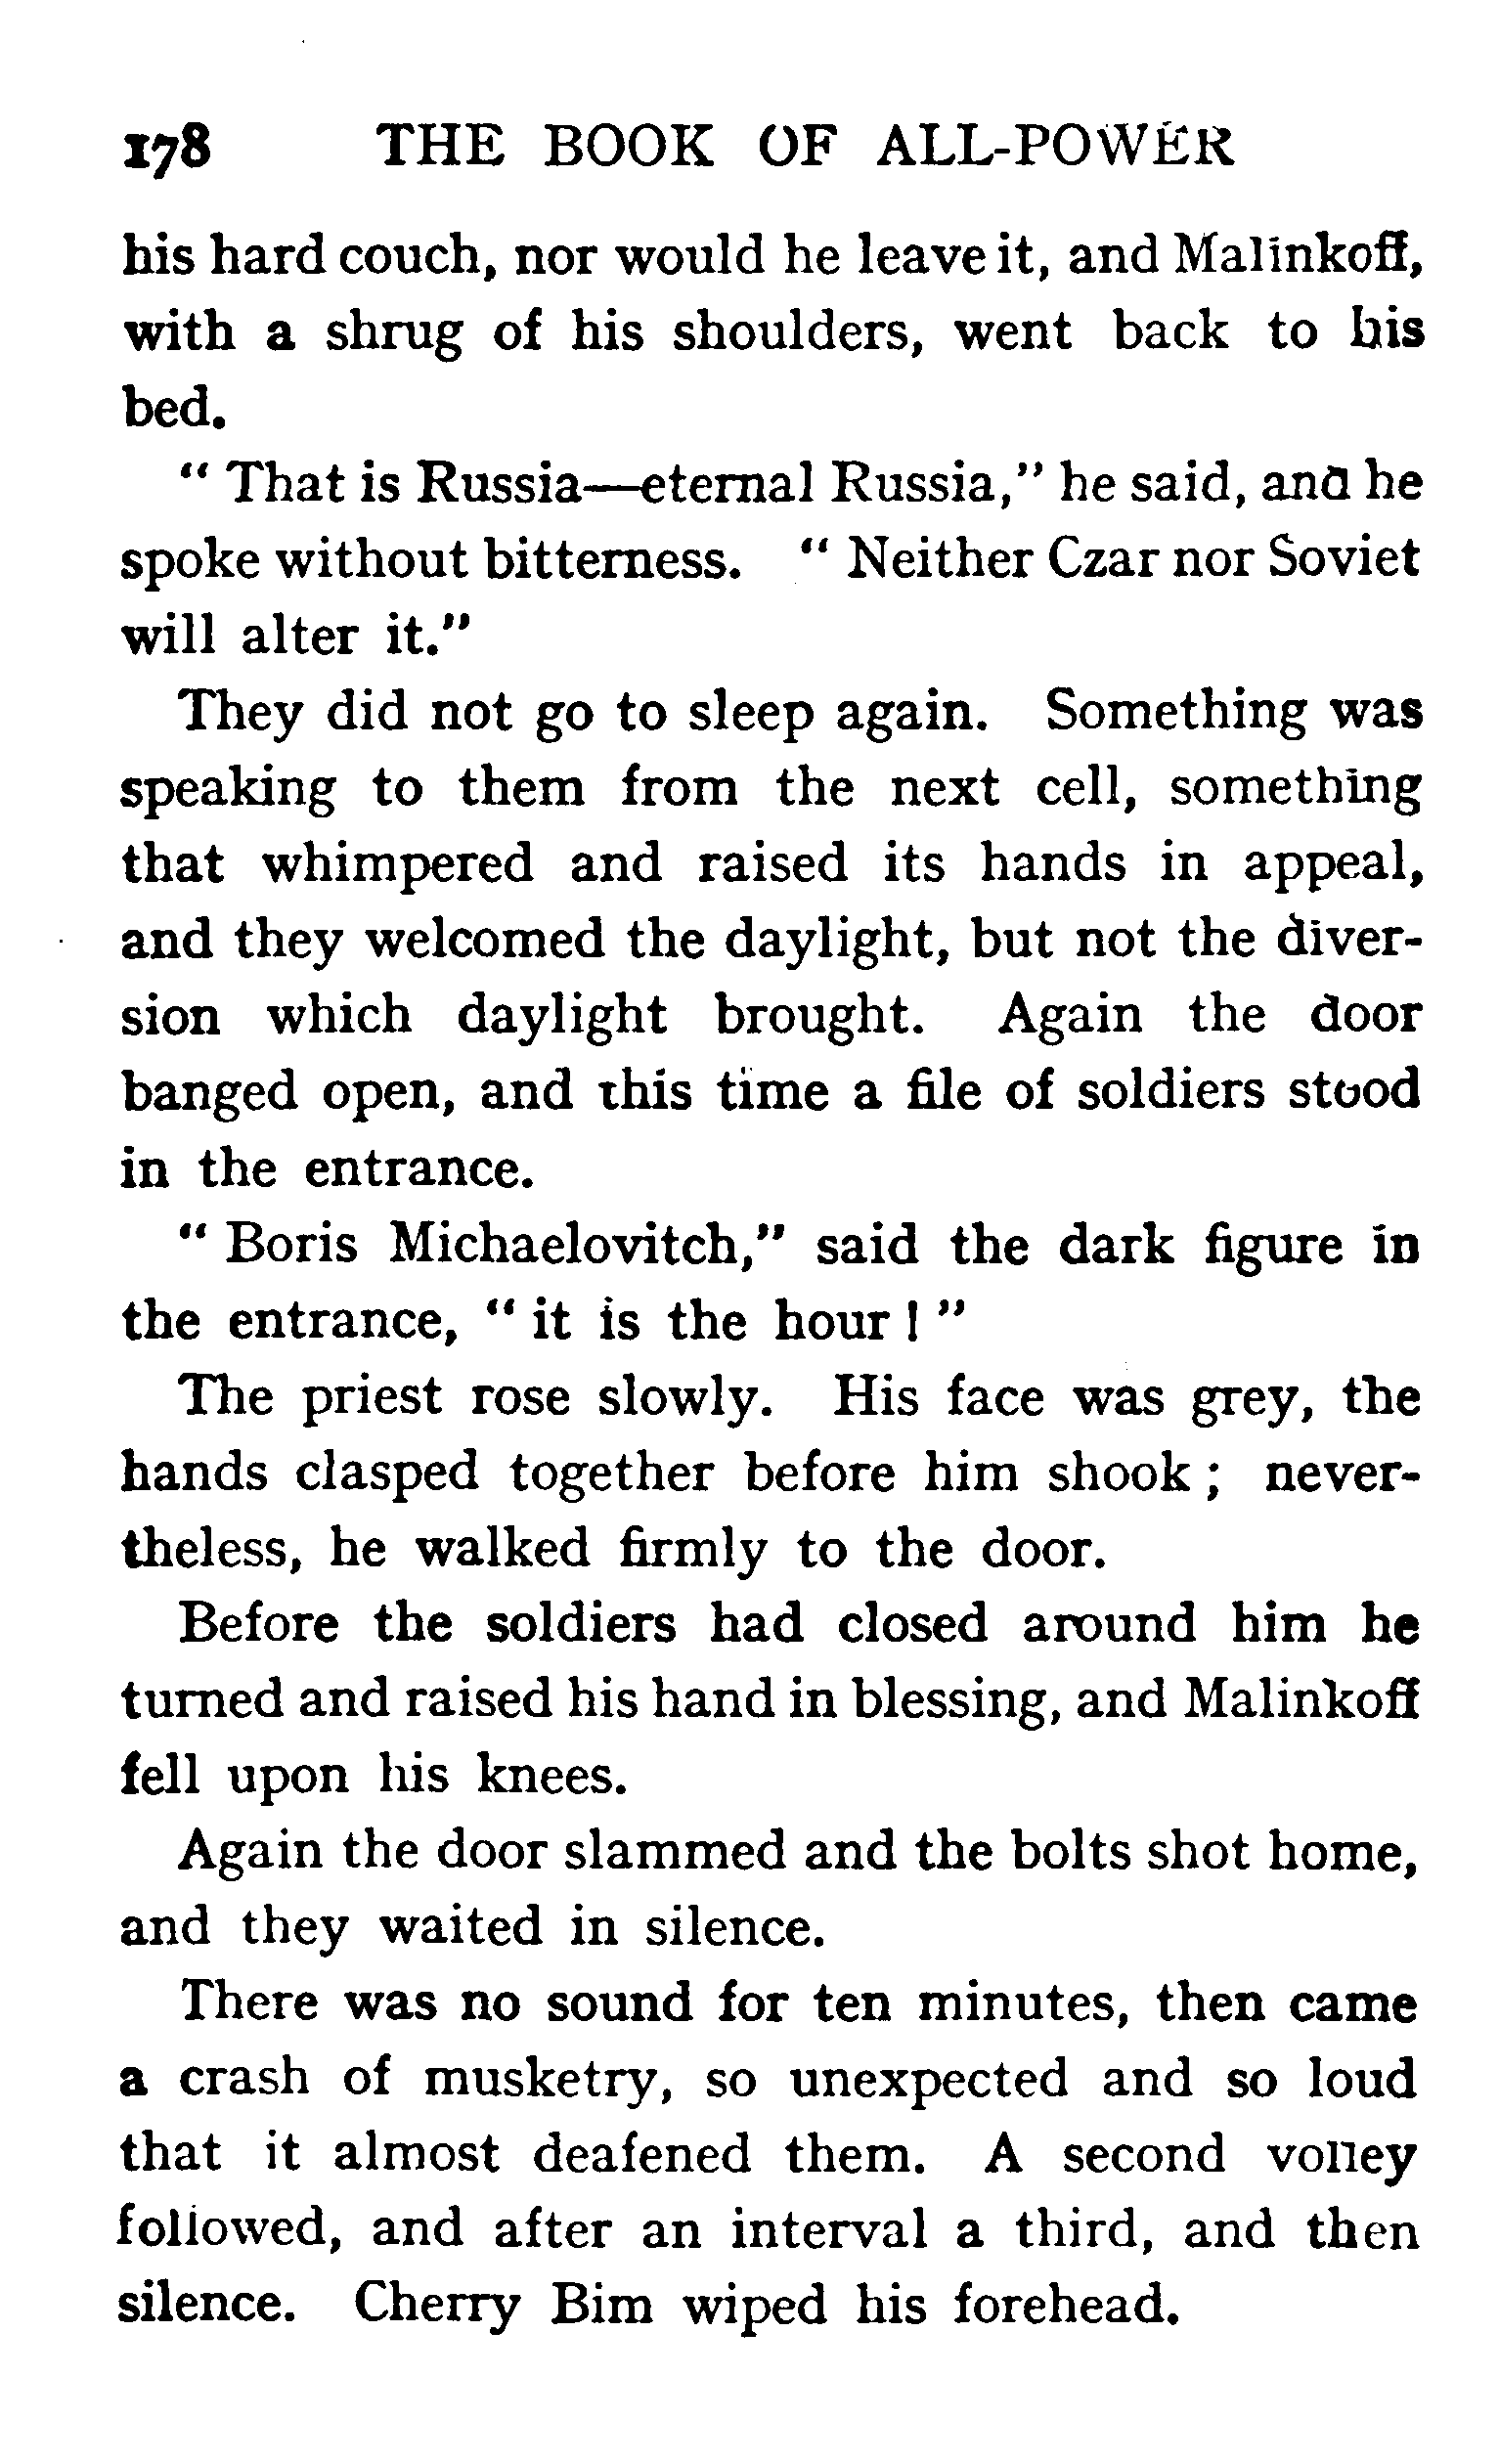 178 THE BOOK OF ALL-POWER
his hard couch, nor would he leave it, and Malinkoff,
with a shrug of his shoulders, went back to his
bed.
" That is Russia—eternal Russia," he said, and he
spoke without bitterness. " Neither Czar nor Soviet
will alter it."
They did not go to sleep again. Something was
speaking to them from the next cell, something
that whimpered and raised its hands in appeal,
and they welcomed the daylight, but not the diver-
sion which daylight brought. Again the door
banged open, and this time a file of soldiers stood
in the entrance.
" Boris Michaelovitch," said the dark figure in
the entrance, " it is the hour ! "
The priest rose slowly. His face was grey, the
hands clasped together before him shook ; never-
theless, he walked firmly to the door.
Before the soldiers had closed around him he
turned and raised his hand in blessing, and Malinkoff
fell upon his knees.
Again the door slammed and the bolts shot home,
and they waited in silence.
There was no sound for ten minutes, then came
a crash of musketry, so unexpected and so loud
that it almost deafened them. A second volley
followed, and after an interval a third, and then
silence. Cherry Bim wiped his forehead.